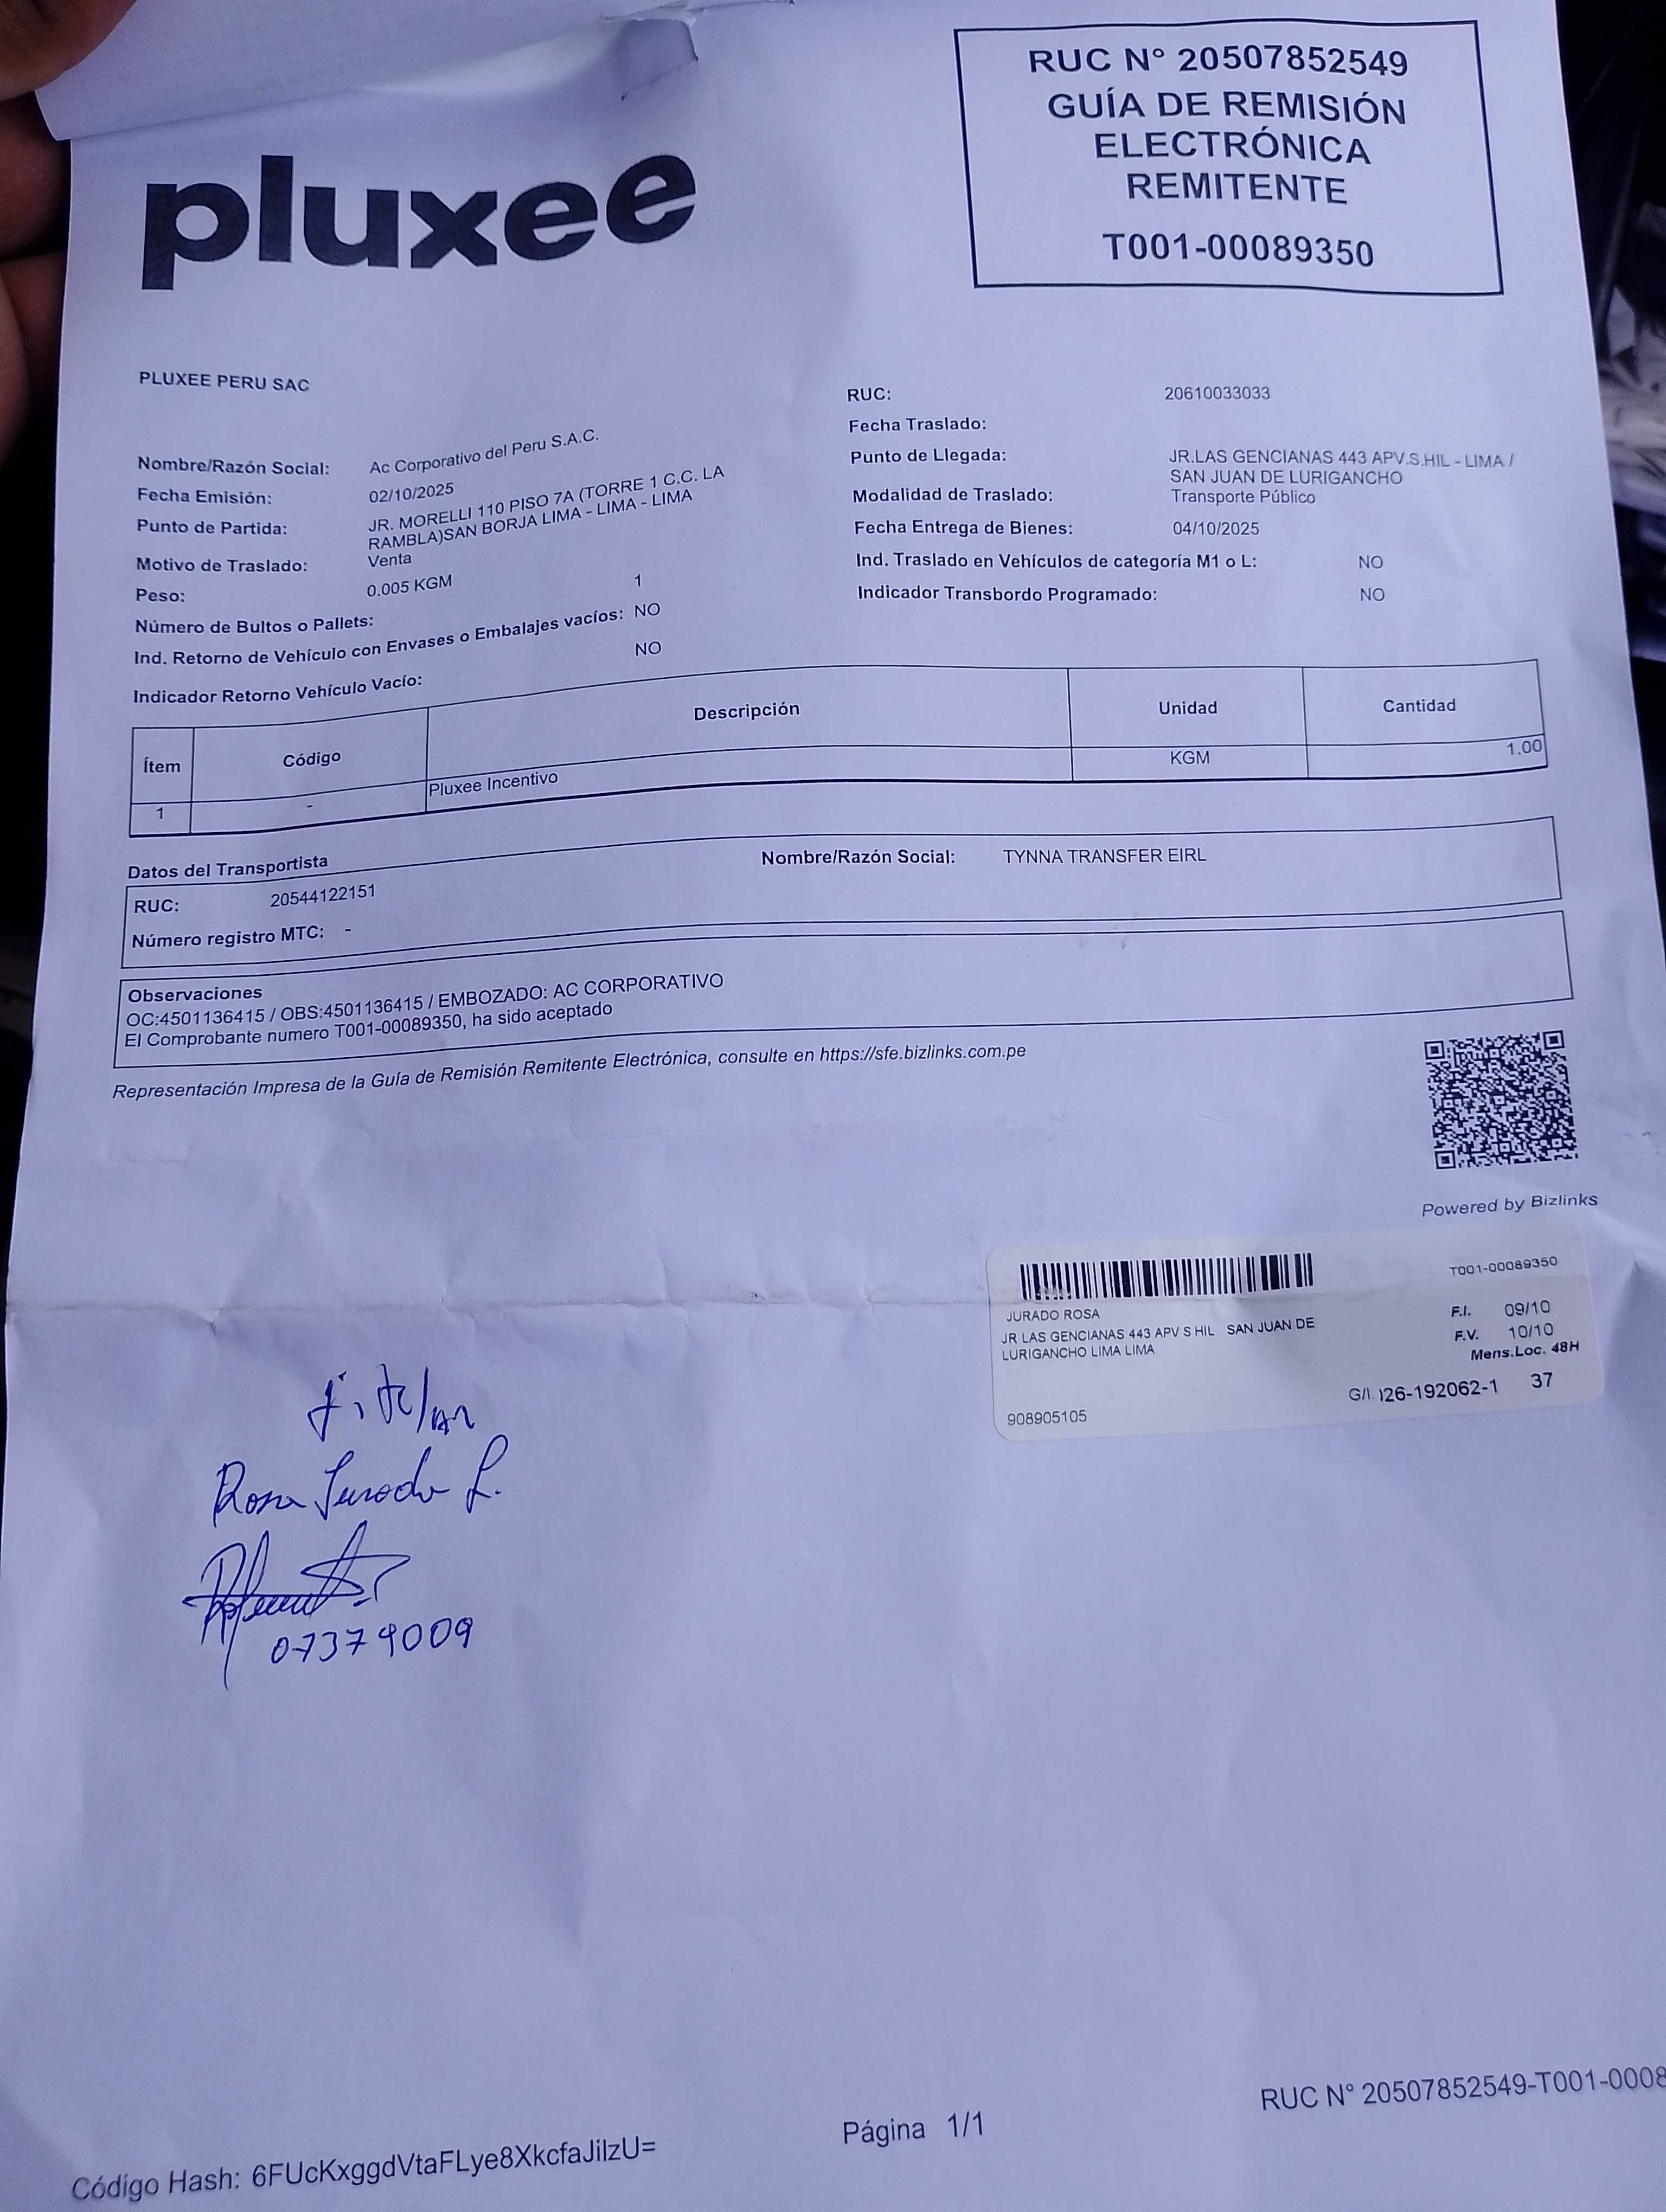 RUC N° 20507852549
GUÍA DE REMISIÓN
ELECTRÓNICA
REMITENTE
T001-00089350
pluxee
PLUXEE PERU SAC
Nombre/Razón Social: Ac Corporativo del Peru S.A.C.
Fecha Emisión: 02/10/2025
Punto de Partida: JR. MORELLI 110 PISO 7A (TORRE 1 C.C. LA
RAMBLA)SAN BORJA LIMA - LIMA - LIMA
Motivo de Traslado: Venta
Peso: 0.005 KGM
Número de Bultos o Pallets: 1
Ind. Retorno de Vehículo con Envases o Embalajes vacíos: NO
Indicador Retorno Vehículo Vacío: NO
RUC: 20610033033
Fecha Traslado:
Punto de Llegada: JR.LAS GENCIANAS 443 APV.S.HIL - LIMA /
SAN JUAN DE LURIGANCHO
Modalidad de Traslado: Transporte Público
Fecha Entrega de Bienes: 04/10/2025
Ind. Traslado en Vehículos de categoría M1 o L: NO
Indicador Transbordo Programado: NO
Ítem Código Descripción Unidad Cantidad
1 - Pluxee Incentivo KGM 1.00
Datos del Transportista
RUC: 20544122151 Nombre/Razón Social: TYNNA TRANSFER EIRL
Número registro MTC: -
Observaciones
OC:4501136415 / OBS:4501136415 / EMBOZADO: AC CORPORATIVO
El Comprobante numero T001-00089350, ha sido aceptado
Representación Impresa de la Guía de Remisión Remitente Electrónica, consulte en https://sfe.bizlinks.com.pe
Powered by Bizlinks
T001-00089350
JURADO ROSA
JR LAS GENCIANAS 443 APV S HIL SAN JUAN DE
LURIGANCHO LIMA LIMA
F.I. 09/10
F.V. 10/10
Mens.Loc. 48H
G/I. 026-192062-1 37
908905105
Titular
Rosa Jurado L.
07379009
RUC N° 20507852549-T001-0008
Página 1/1
Código Hash: 6FUcKxggdVtaFLye8XkcfaJilzU=